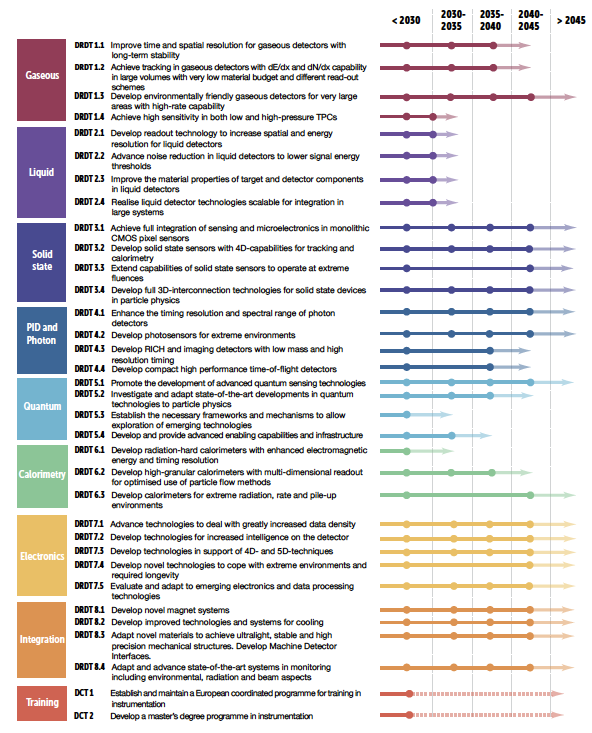 < 2030
2030-
2035
2035-
2040
2040-
2045
> 2045
Gaseous
DRDT 1.1 Improve time and spatial resolution for gaseous detectors with
long-term stability
DRDT 1.2 Achieve tracking in gaseous detectors with dE/dx and dN/dx capability
in large volumes with very low material budget and different read-out
schemes
DRDT 1.3 Develop environmentally friendly gaseous detectors for very large
areas with high-rate capability
DRDT 1.4 Achieve high sensitivity in both low and high-pressure TPCs
Liquid
DRDT 2.1 Develop readout technology to increase spatial and energy
resolution for liquid detectors
DRDT 2.2 Advance noise reduction in liquid detectors to lower signal energy
thresholds
DRDT 2.3 Improve the material properties of target and detector components
in liquid detectors
DRDT 2.4 Realise liquid detector technologies scalable for integration in
large systems
Solid
state
DRDT 3.1 Achieve full integration of sensing and microelectronics in monolithic
CMOS pixel sensors
DRDT 3.2 Develop solid state sensors with 4D-capabilities for tracking and
calorimetry
DRDT 3.3 Extend capabilities of solid state sensors to operate at extreme
fluences
DRDT 3.4 Develop full 3D-interconnection technologies for solid state devices
in particle physics
PID and
Photon
DRDT 4.1 Enhance the timing resolution and spectral range of photon
detectors
DRDT 4.2 Develop photosensors for extreme environments
DRDT 4.3 Develop RICH and imaging detectors with low mass and high
resolution timing
DRDT 4.4 Develop compact high performance time-of-flight detectors
Quantum
DRDT 5.1 Promote the development of advanced quantum sensing technologies
DRDT 5.2 Investigate and adapt state-of-the-art developments in quantum
technologies to particle physics
DRDT 5.3 Establish the necessary frameworks and mechanisms to allow
exploration of emerging technologies
DRDT 5.4 Develop and provide advanced enabling capabilities and infrastructure
Calorimetry
DRDT 6.1 Develop radiation-hard calorimeters with enhanced electromagnetic
energy and timing resolution
DRDT 6.2 Develop high-granular calorimeters with multi-dimensional readout
for optimised use of particle flow methods
DRDT 6.3 Develop calorimeters for extreme radiation, rate and pile-up
environments
Electronics
DRDT 7.1 Advance technologies to deal with greatly increased data density
DRDT 7.2 Develop technologies for increased intelligence on the detector
DRDT 7.3 Develop technologies in support of 4D- and 5D-techniques
DRDT 7.4 Develop novel technologies to cope with extreme environments and
required longevity
DRDT 7.5 Evaluate and adapt to emerging electronics and data processing
technologies
Integration
DRDT 8.1 Develop novel magnet systems
DRDT 8.2 Develop improved technologies and systems for cooling
DRDT 8.3 Adapt novel materials to achieve ultralight, stable and high
precision mechanical structures. Develop Machine Detector
Interfaces.
DRDT 8.4 Adapt and advance state-of-the-art systems in monitoring
including environmental, radiation and beam aspects
Training
DCT 1 Establish and maintain a European coordinated programme for training in
instrumentation
DCT 2 Develop a master's degree programme in instrumentation